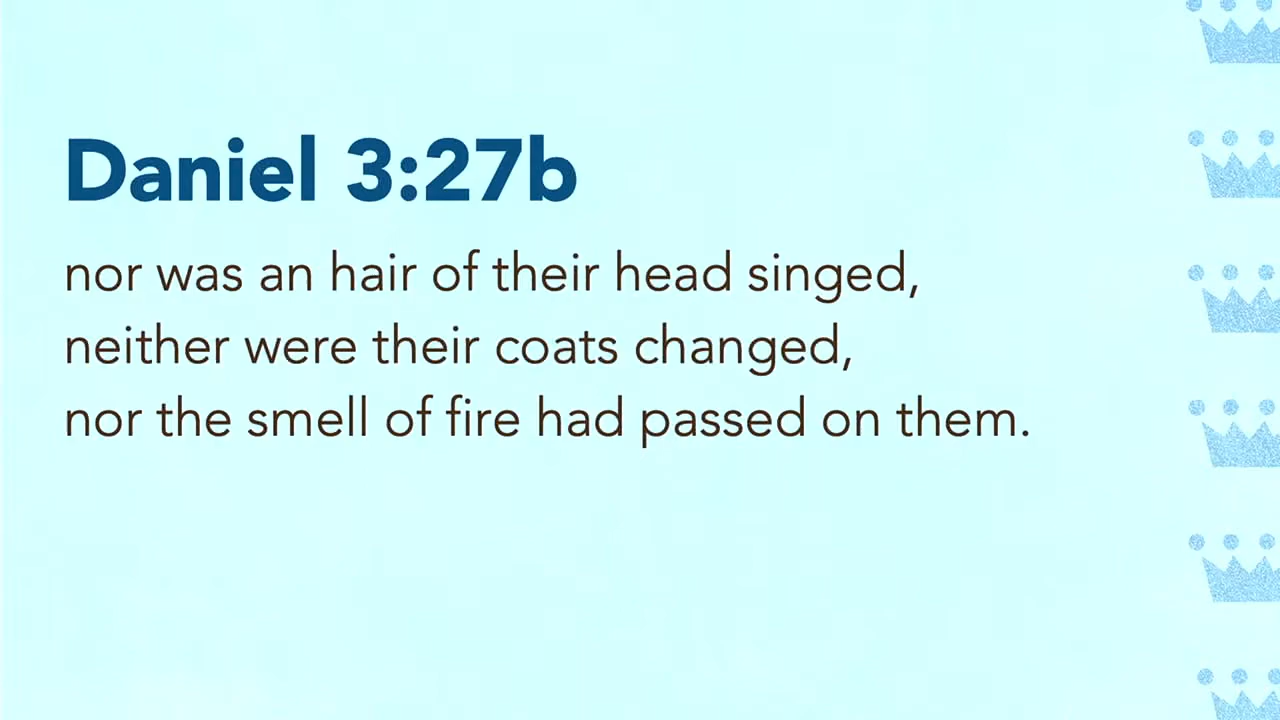 Daniel 3:27b
nor was an hair of their head singed,
neither were their coats changed,
nor the smell of fire had passed on them.